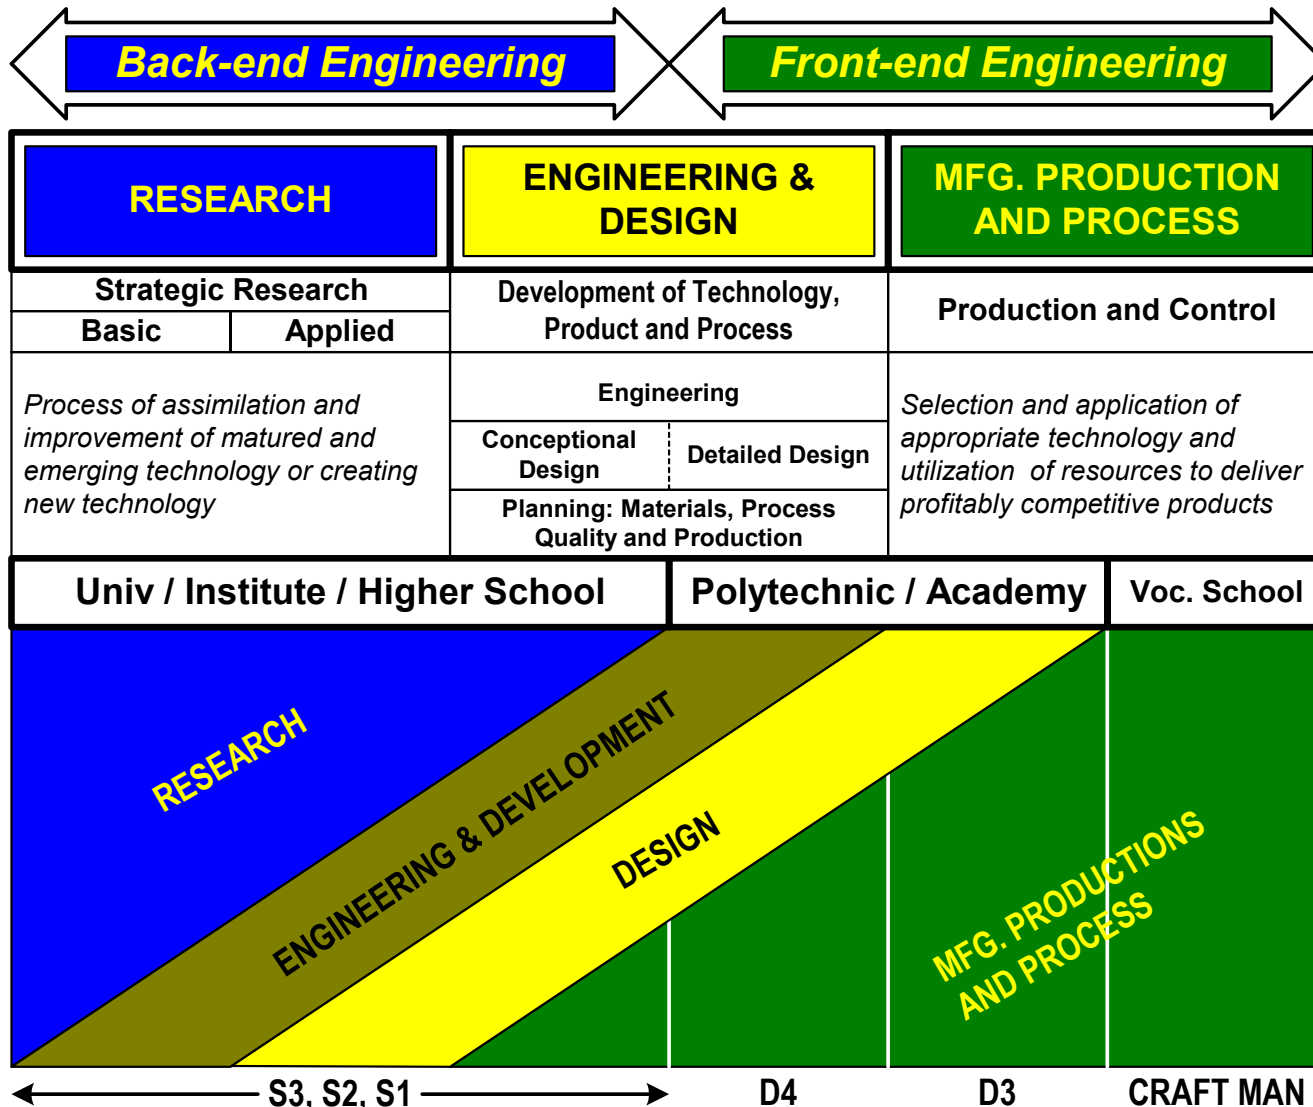 Back-end Engineering
Front-end Engineering
RESEARCH
ENGINEERING &
DESIGN
MFG. PRODUCTION
AND PROCESS
Strategic Research
Basic
Applied
Development of Technology,
Product and Process
Production and Control
Process of assimilation and
improvement of matured and
emerging technology or creating
new technology
Engineering
Conceptional
Design
Detailed Design
Planning: Materials, Process
Quality and Production
Selection and application of
appropriate technology and
utilization of resources to deliver
profitably competitive products
Univ / Institute / Higher School
Polytechnic / Academy
Voc. School
RESEARCH
ENGINEERING & DEVELOPMENT
DESIGN
MFG. PRODUCTIONS
AND PROCESS
S3, S2, S1
D4
D3
CRAFT MAN